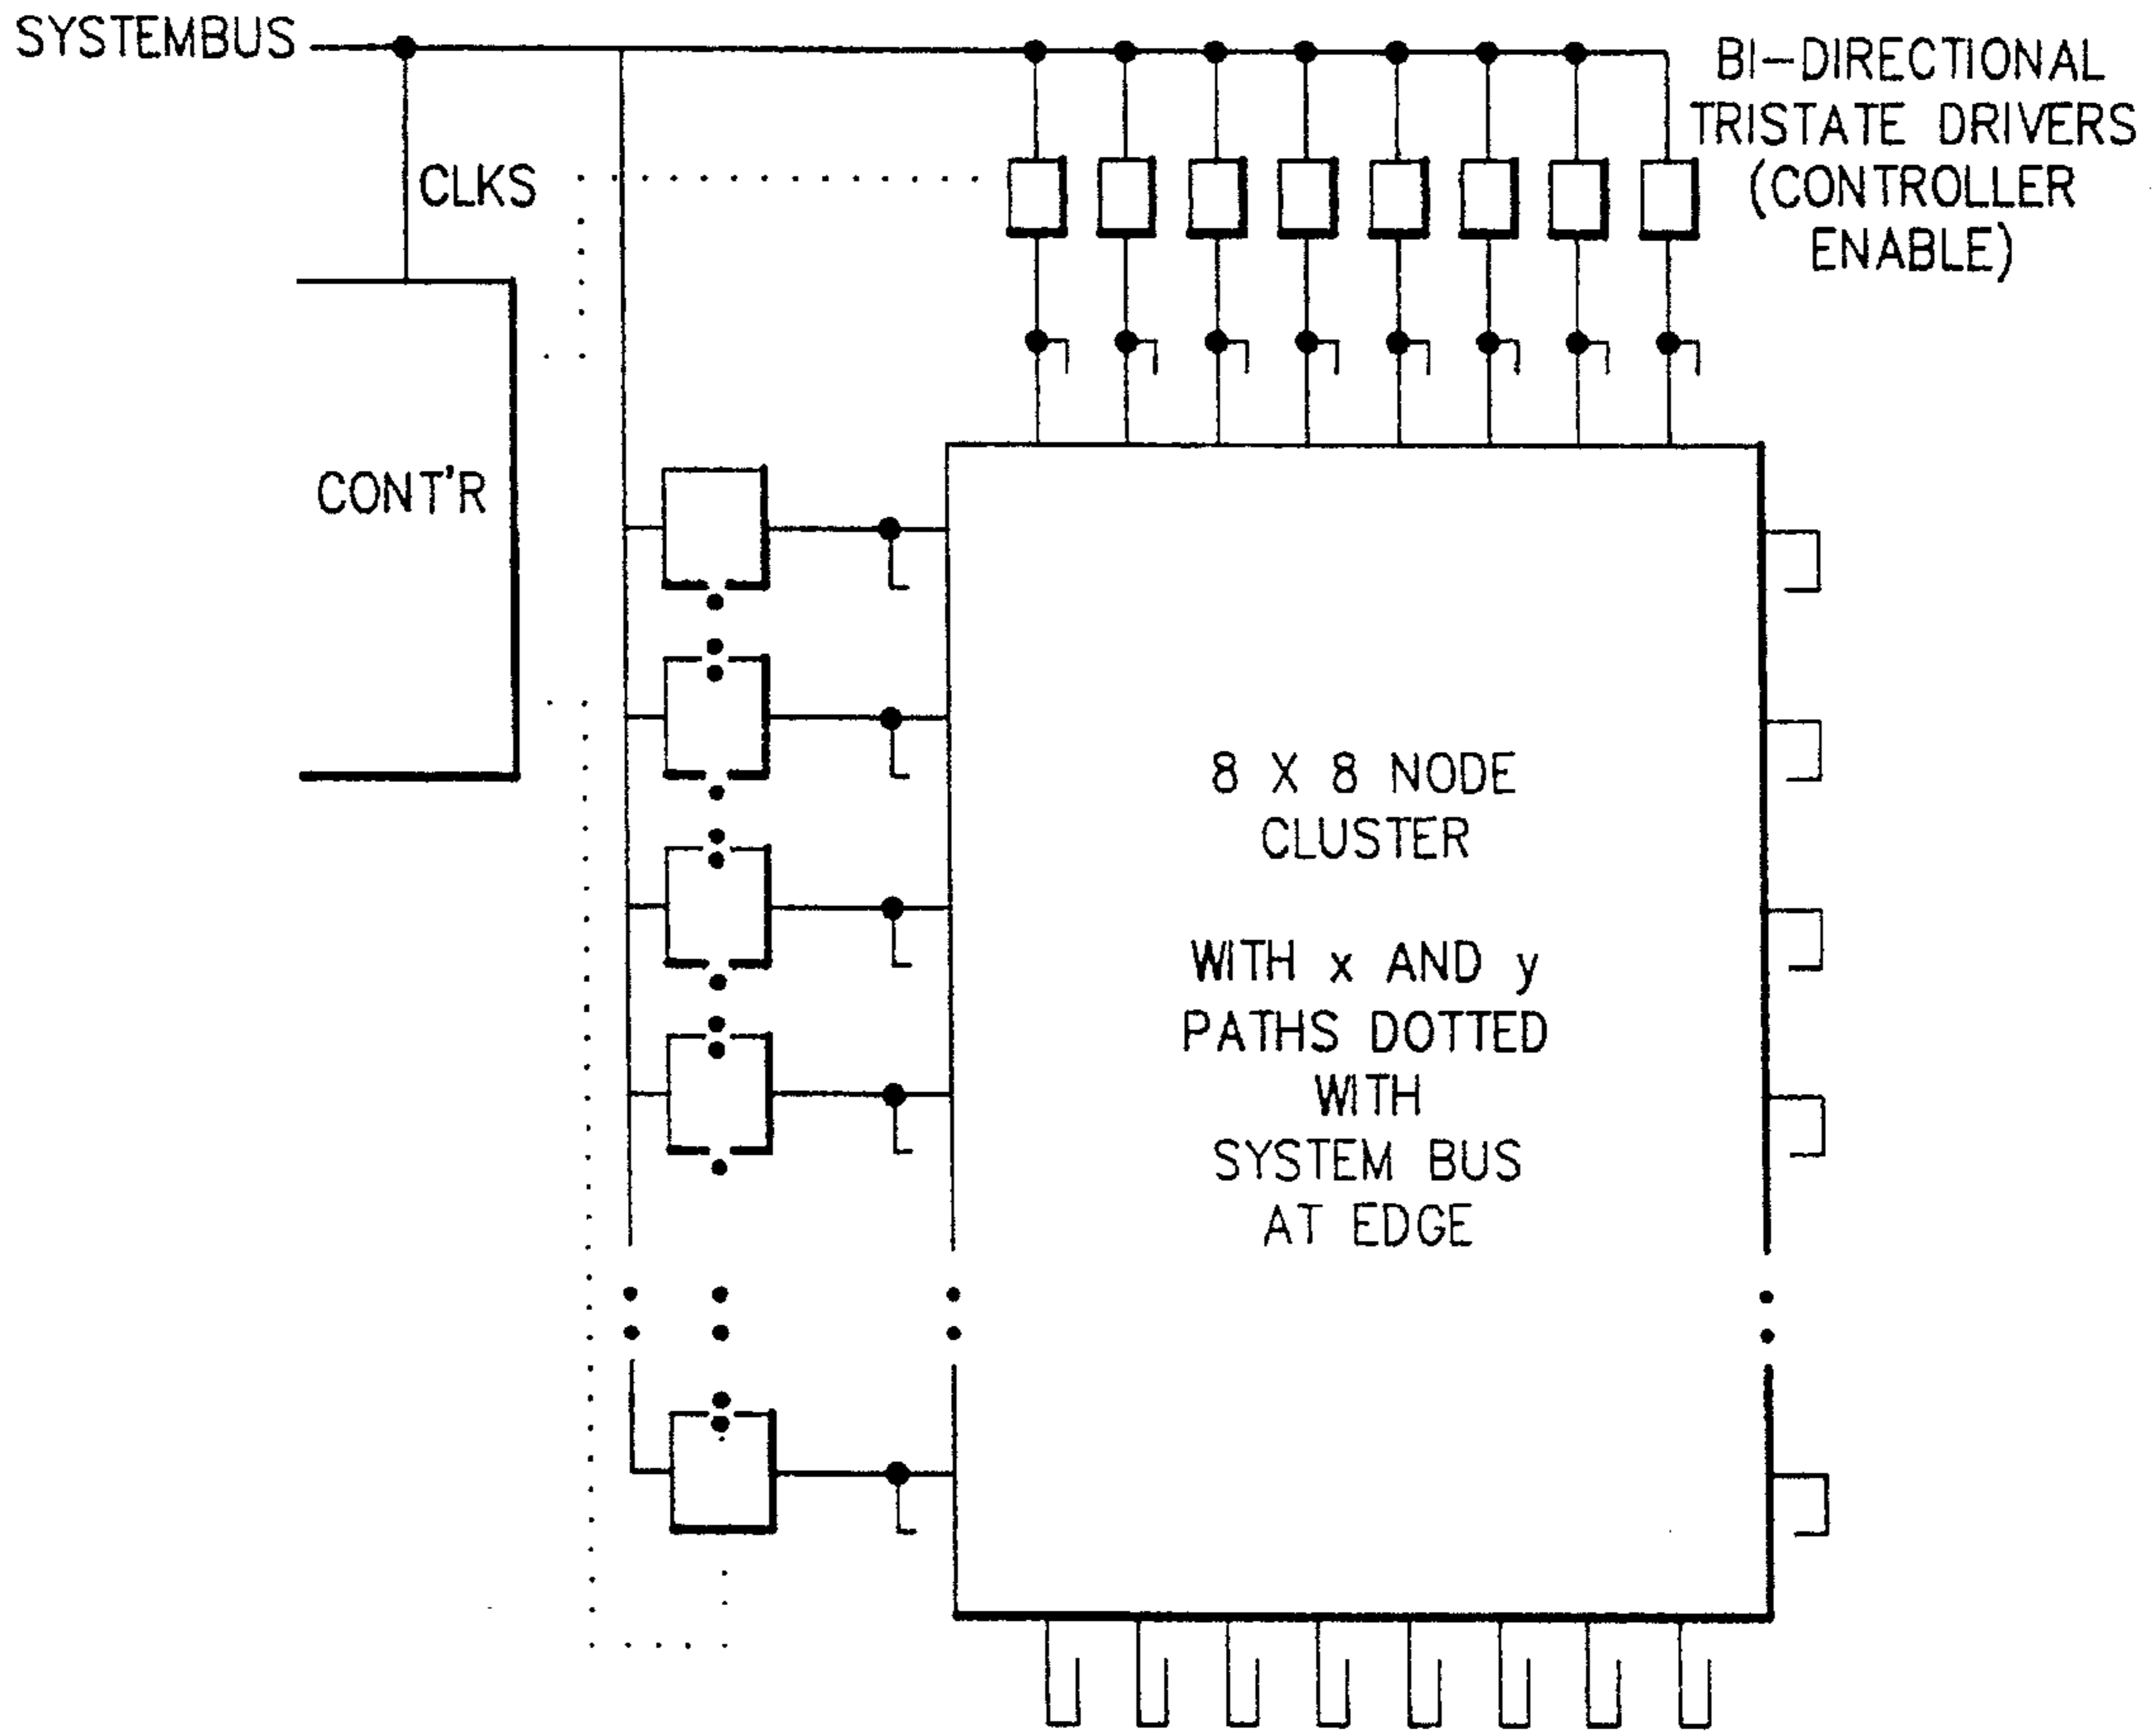 SYSTEMBUS
BI-DIRECTIONAL
TRISTATE DRIVERS
(CONTROLLER
ENABLE)
CLKS
CONT'R
8 X 8 NODE
CLUSTER
WITH x AND y
PATHS DOTTED
WITH
SYSTEM BUS
AT EDGE